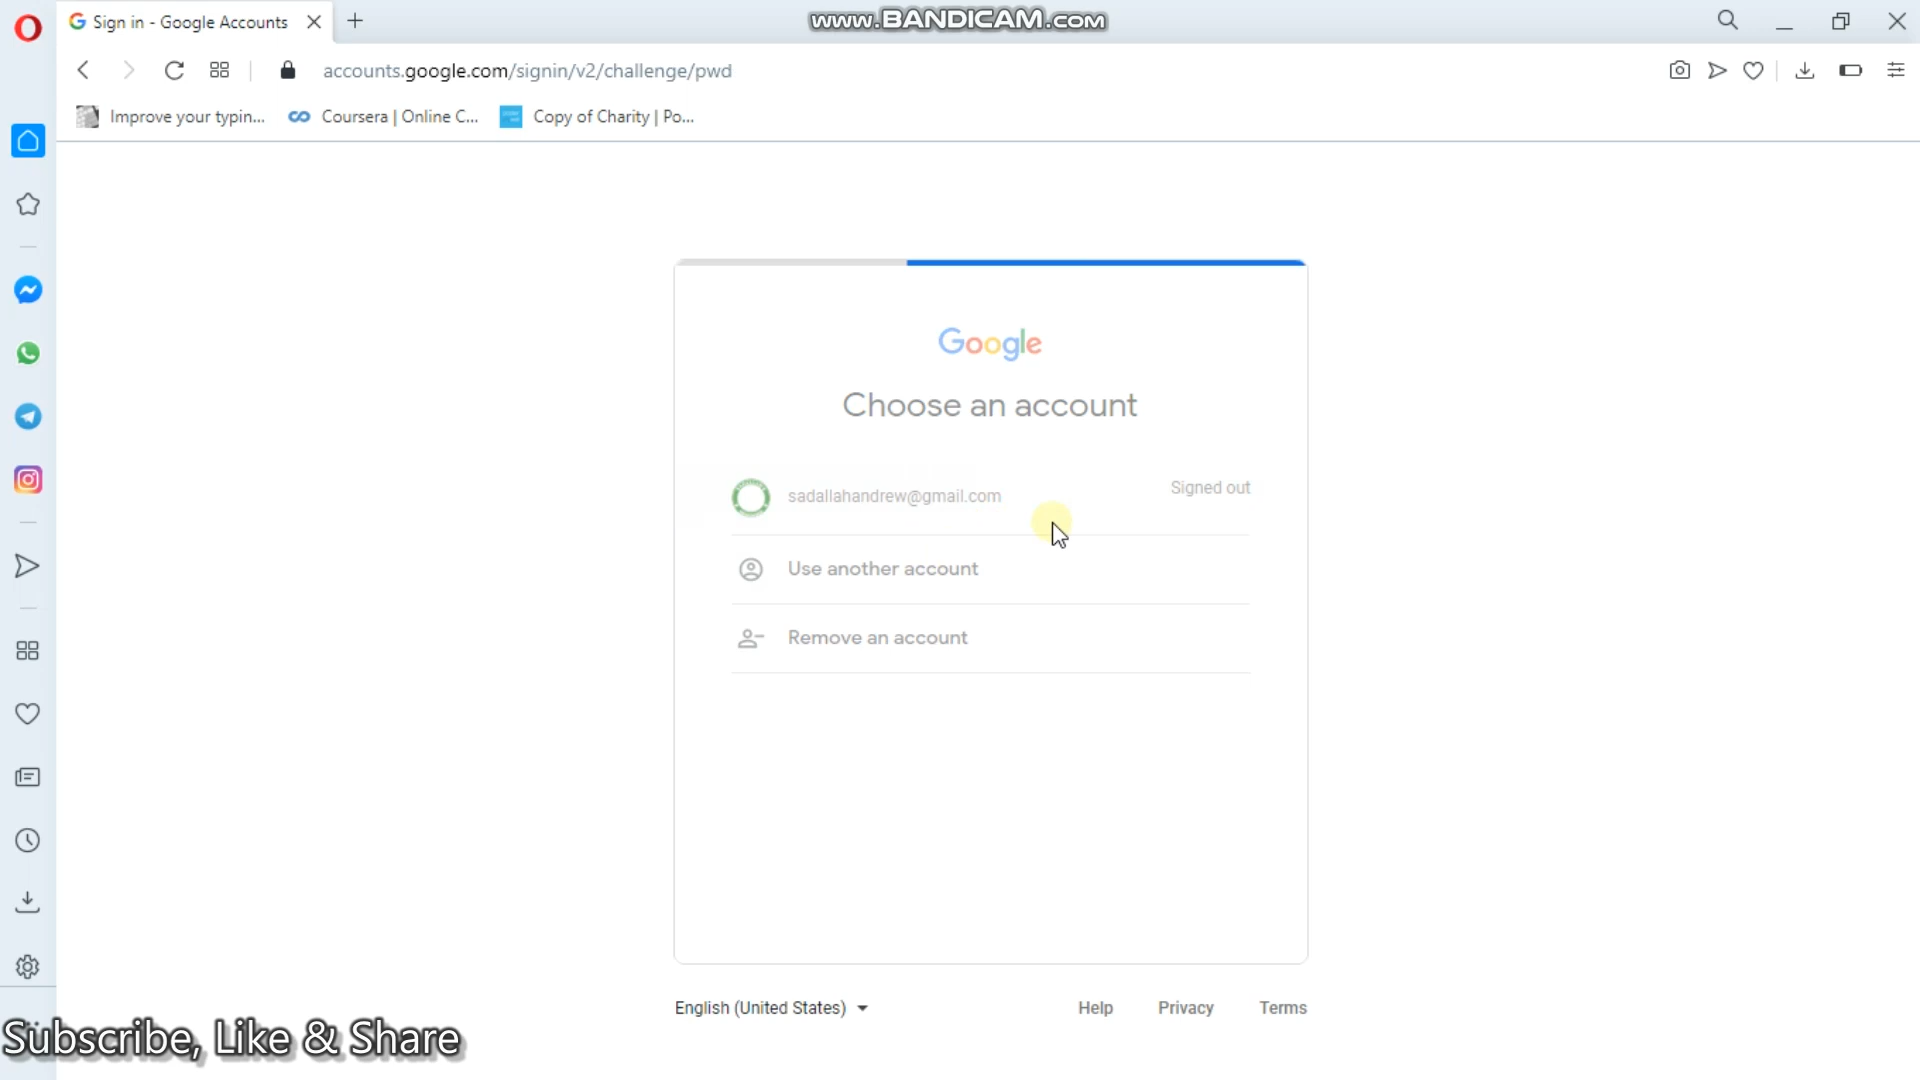 Sign in - Google Accounts
www.BANDICAM.com
accounts.google.com/signin/v2/challenge/pwd
Improve your typin...
Coursera | Online C...
Copy of Charity | Po...
Google
Choose an account
sadallahandrew@gmail.com
Signed out
Use another account
Remove an account
English (United States)
Help
Privacy
Terms
Subscribe, Like & Share